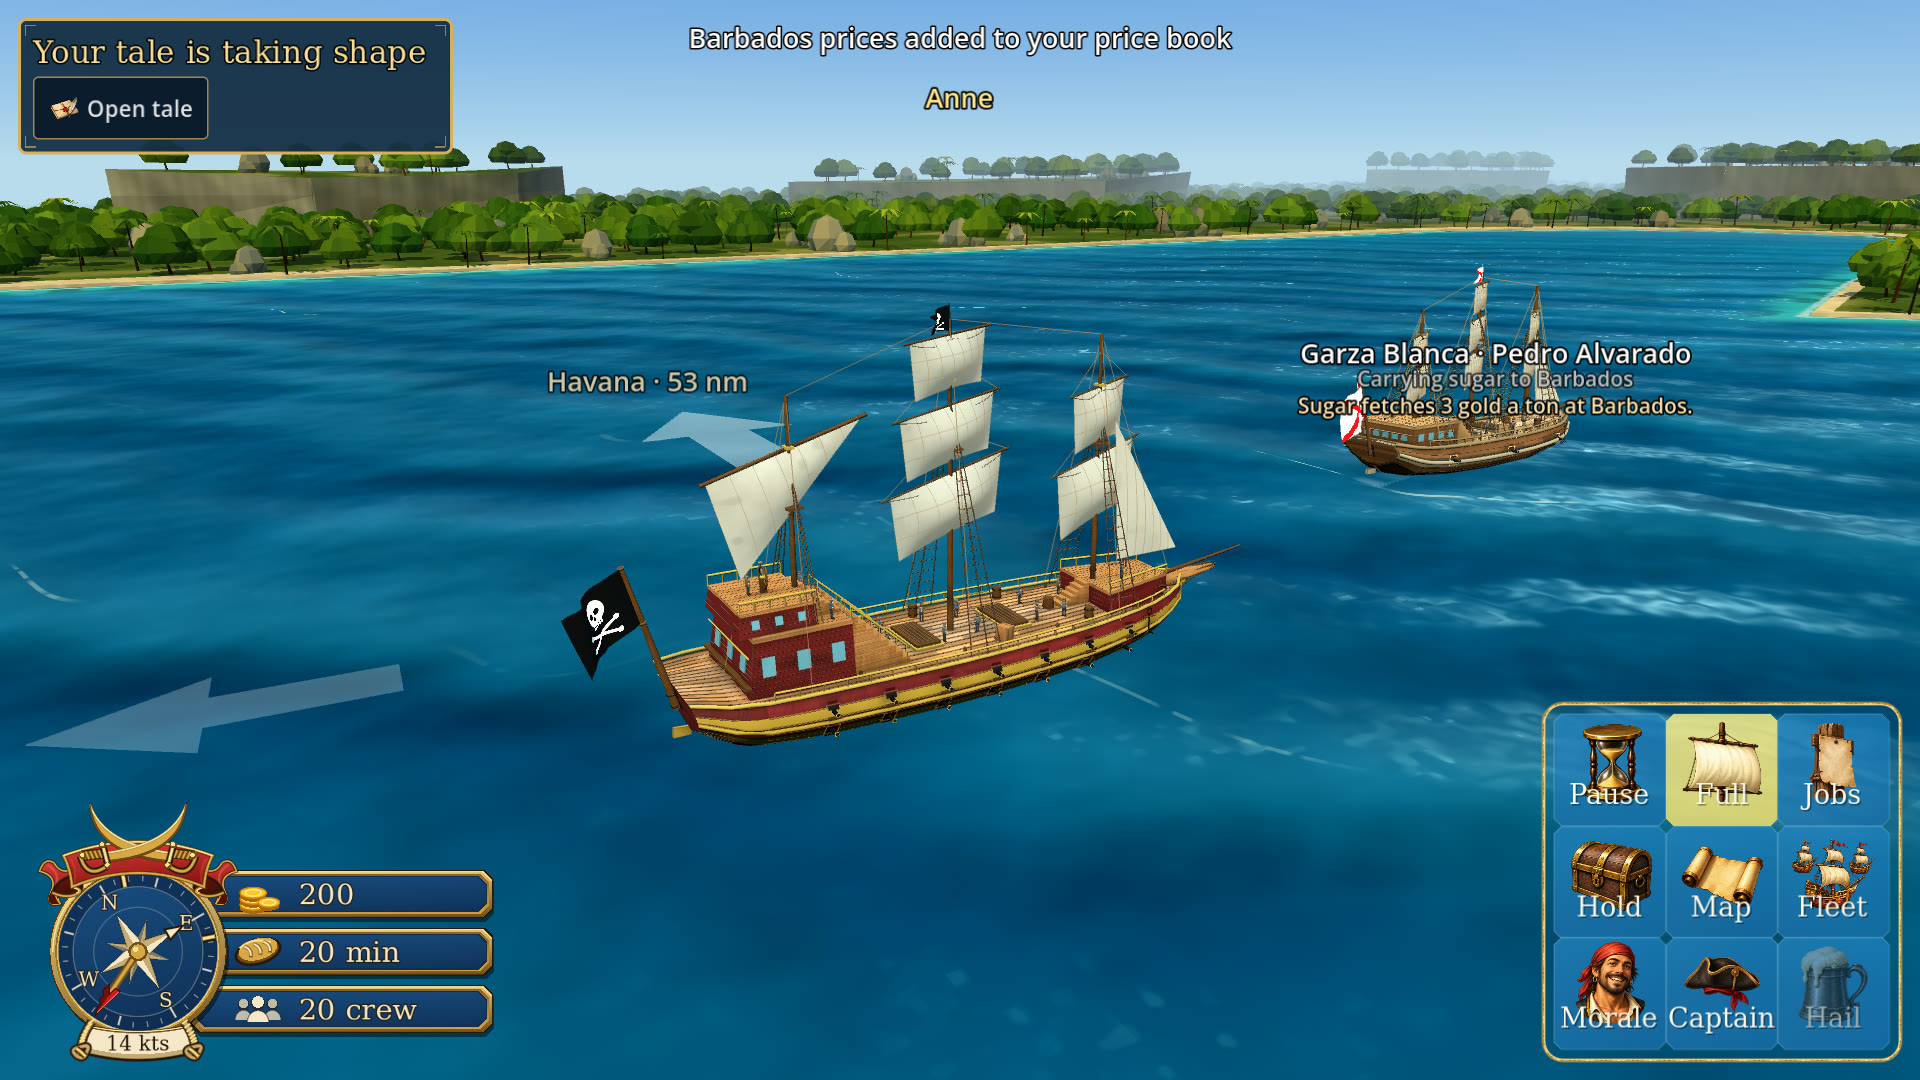 Your tale is taking shape
Open tale
Barbados prices added to your price book
Anne
Havana · 53 nm
Garza Blanca · Pedro Alvarado
Carrying sugar to Barbados
Sugar fetches 3 gold a ton at Barbados.
N
E
W
S
14 kts
200
20 min
20 crew
Pause
Full
Jobs
Hold
Map
Fleet
Morale
Captain
Hail